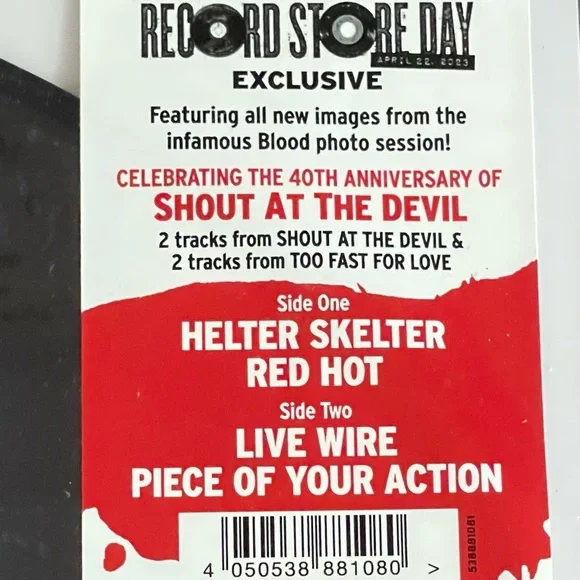 RECORD STORE DAY
APRIL 22, 2023
EXCLUSIVE
Featuring all new images from the
infamous Blood photo session!
CELEBRATING THE 40TH ANNIVERSARY OF
SHOUT AT THE DEVIL
2 tracks from SHOUT AT THE DEVIL &
2 tracks from TOO FAST FOR LOVE
Side One
HELTER SKELTER
RED HOT
Side Two
LIVE WIRE
PIECE OF YOUR ACTION
4 050538 881080 >
538881081